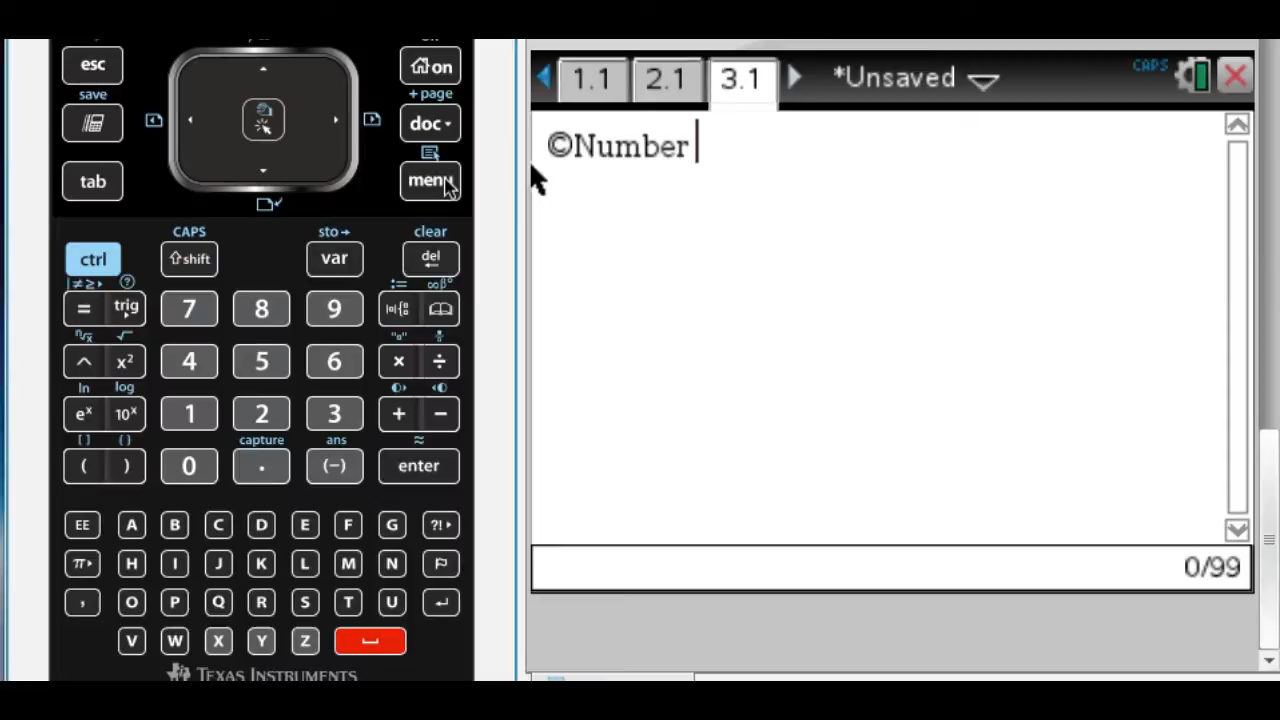 esc
on
save
+ page
doc
tab
menu
CAPS
sto→
clear
ctrl
⇧shift
var
del
←
|≠≥▸
?
:=
∞β°
=
trig
7
8
9
|□|{
ⁿ√x
√
"□"
^
x²
4
5
6
×
÷
ln
log
eˣ
10ˣ
1
2
3
+
−
[ ]
{ }
capture
ans
≈
(
)
0
.
(−)
enter
EE
A
B
C
D
E
F
G
?!▸
π▸
H
I
J
K
L
M
N
,
O
P
Q
R
S
T
U
↵
V
W
X
Y
Z
TEXAS INSTRUMENTS
1.1
2.1
3.1
*Unsaved
CAPS
©Number
0/99